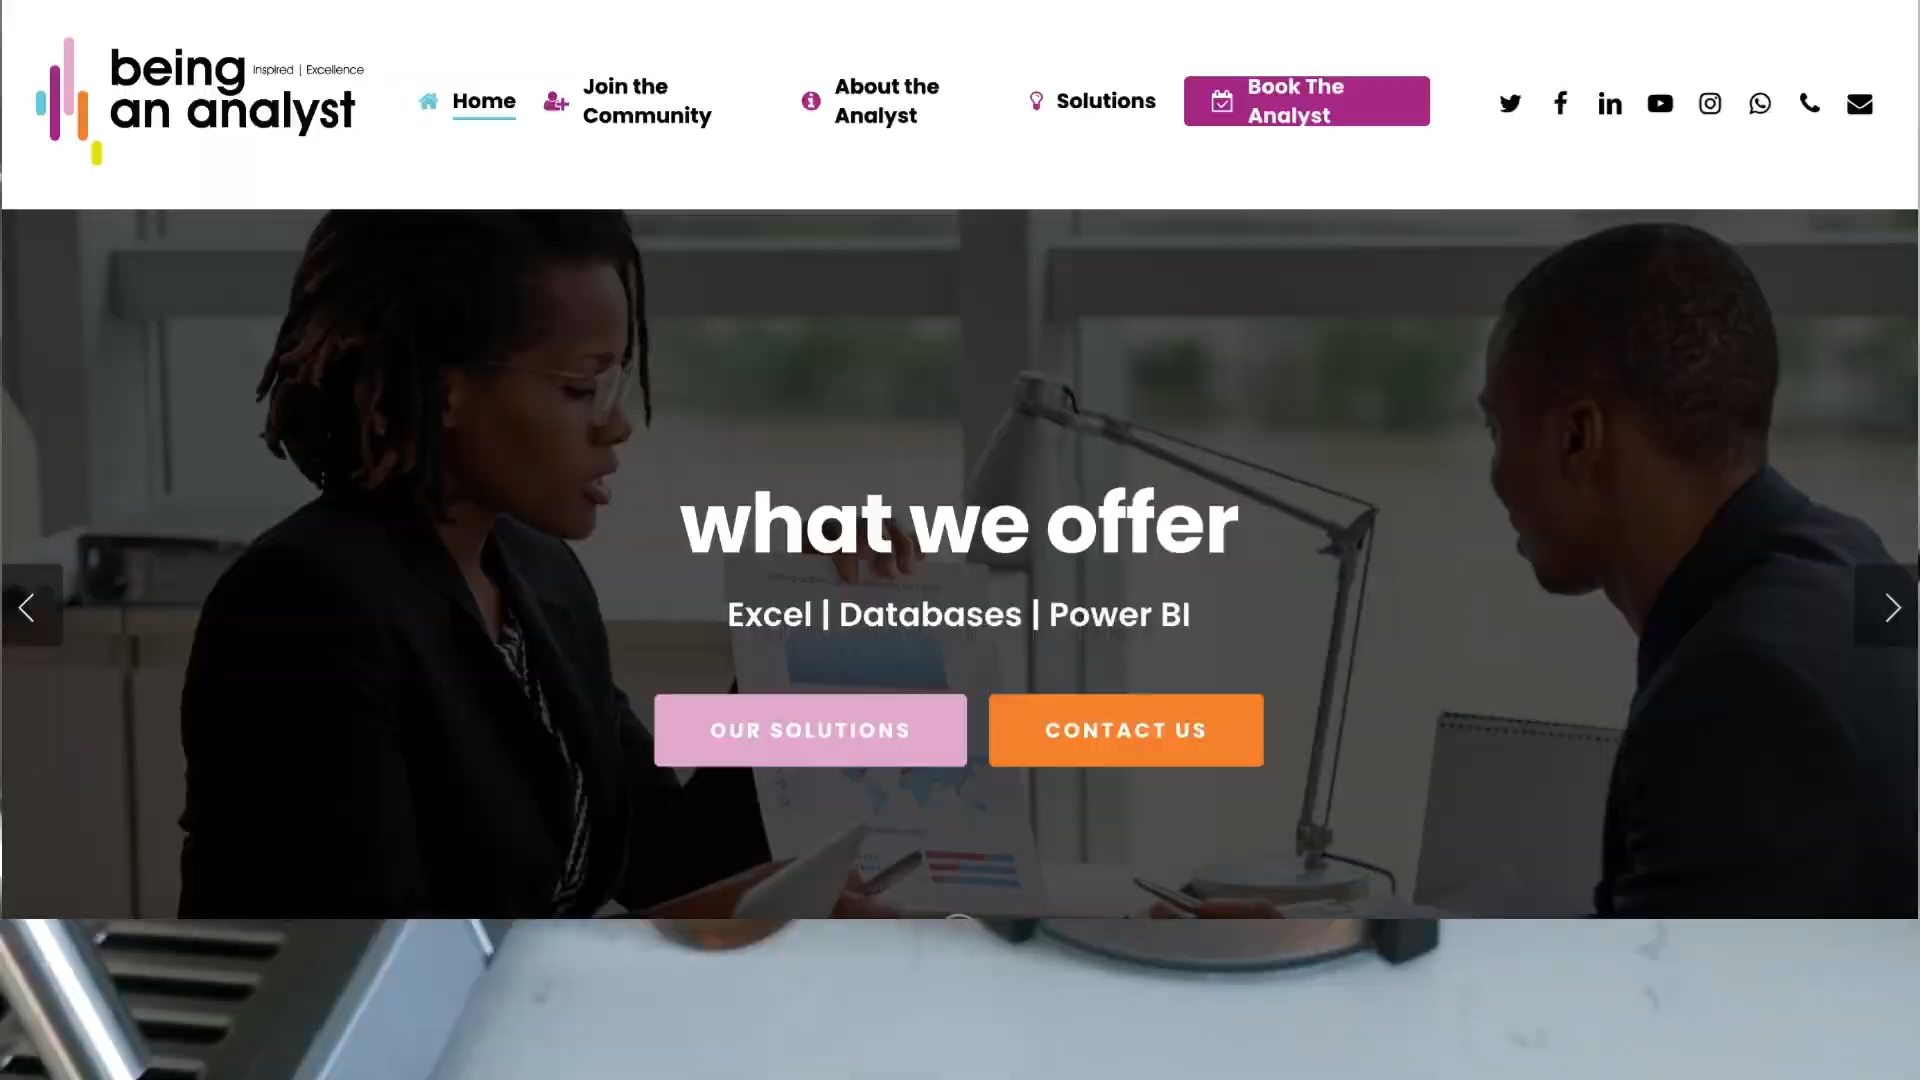 being
Inspired | Excellence
an analyst
Home
Join the
Community
About the
Analyst
Solutions
Book The
Analyst
what we offer
Excel | Databases | Power BI
OUR SOLUTIONS
CONTACT US